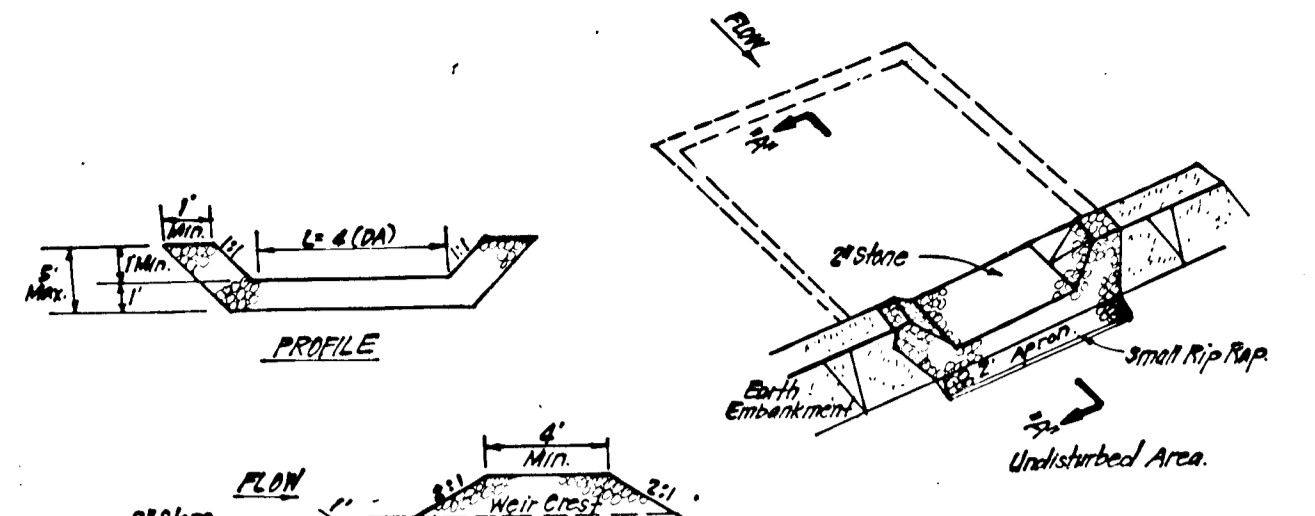 FLOW
1'
Min.
1:1
L= 4 (DA)
1:1
5'
Max.
1' Min.
1'
PROFILE
2" Stone
2' Apron.
Small Rip Rap.
Earth
Embankment
Undisturbed Area.
4'
Min.
FLOW
2:1
2:1
Weir Crest
1'